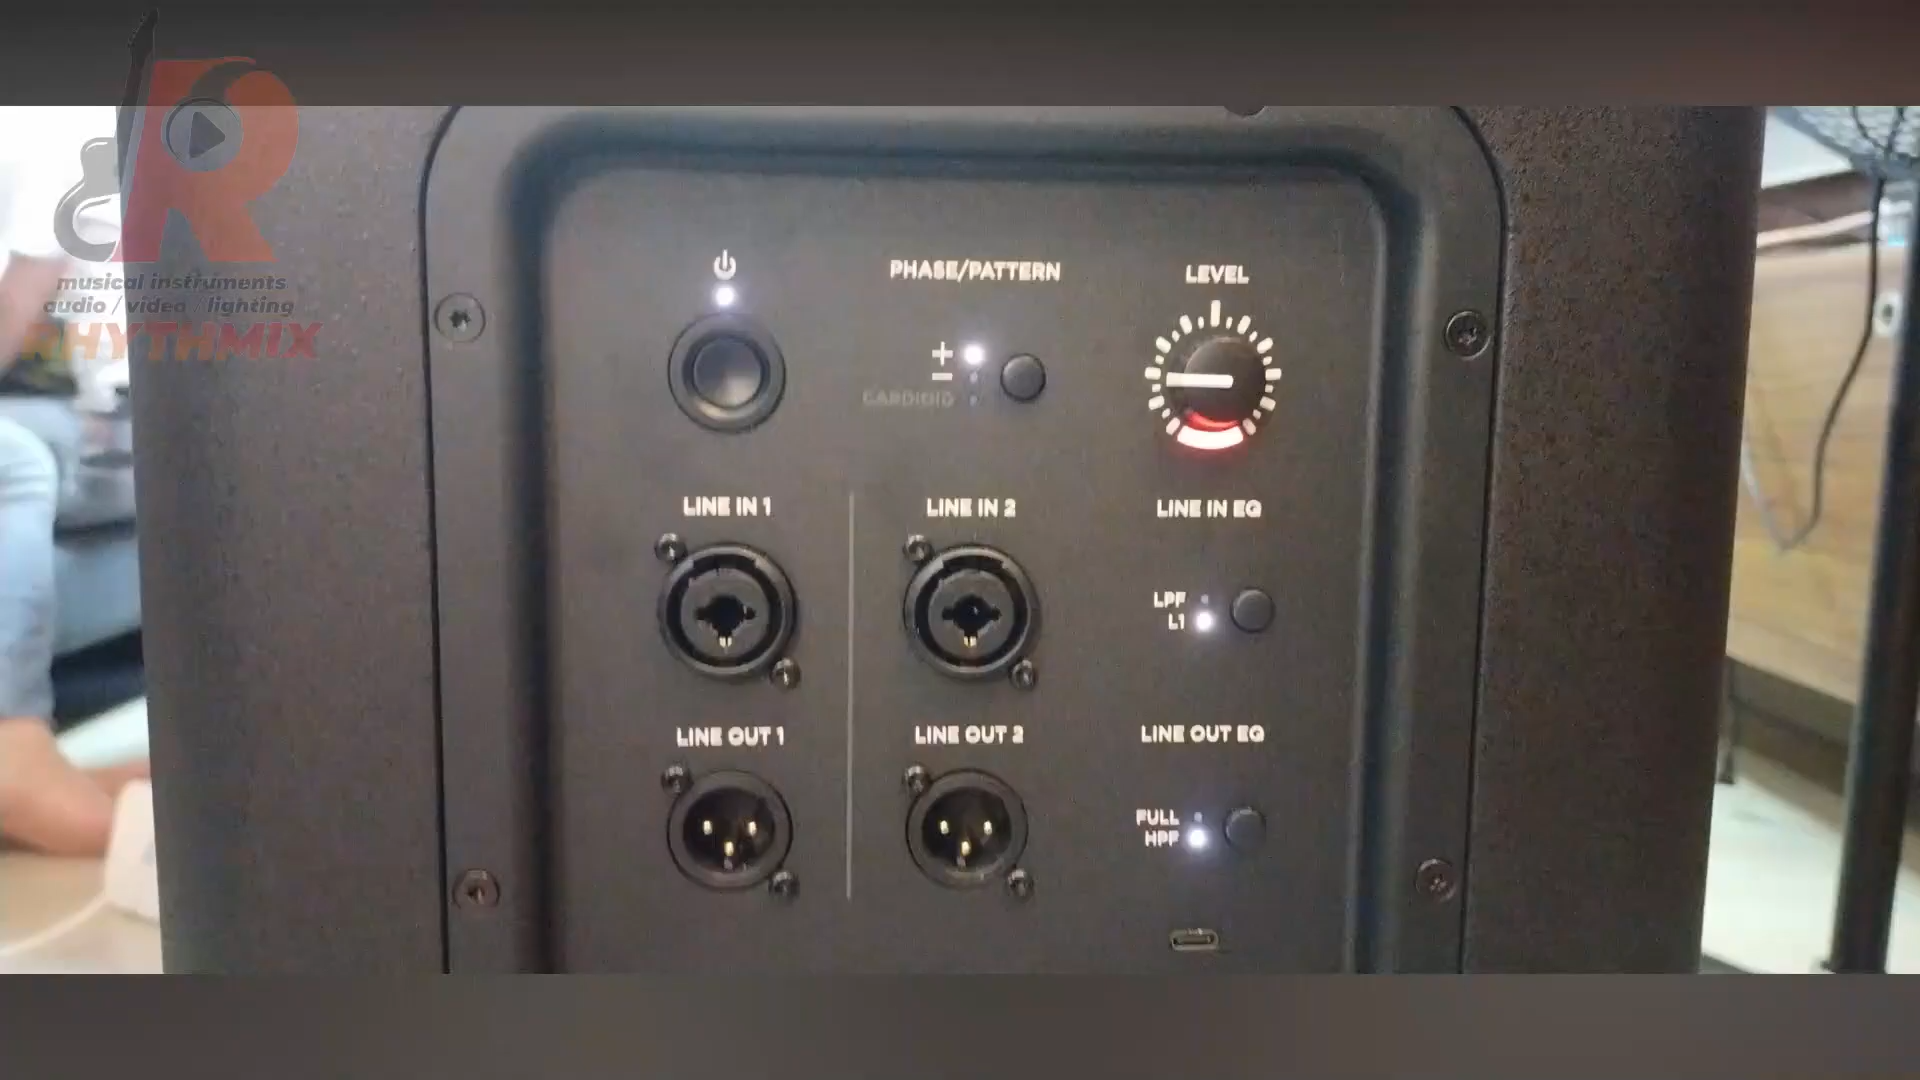 R
musical instruments
audio / video / lighting
RHYTHMIX
PHASE/PATTERN
LEVEL
+
−
CARDIOID
LINE IN 1
LINE IN 2
LINE IN EQ
LPF
L1
LINE OUT 1
LINE OUT 2
LINE OUT EQ
FULL
HPF